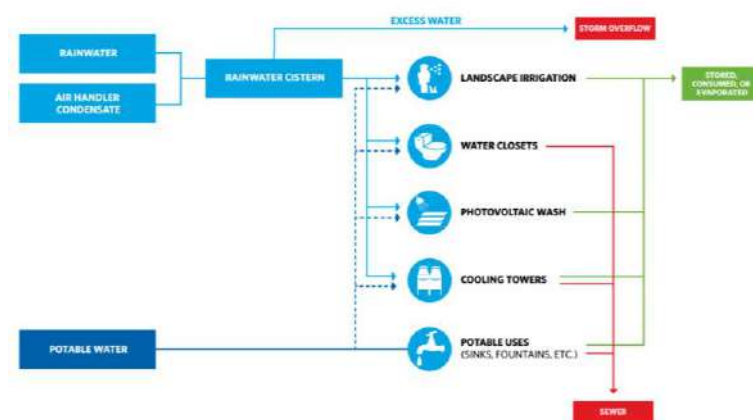 EXCESS WATER
STORM OVERFLOW
RAINWATER
AIR HANDLER
CONDENSATE
RAINWATER CISTERN
LANDSCAPE IRRIGATION
STORED,
CONSUMED, OR
EVAPORATED
WATER CLOSETS
PHOTOVOLTAIC WASH
COOLING TOWERS
POTABLE WATER
POTABLE USES
(SINKS, FOUNTAINS, ETC.)
SEWER